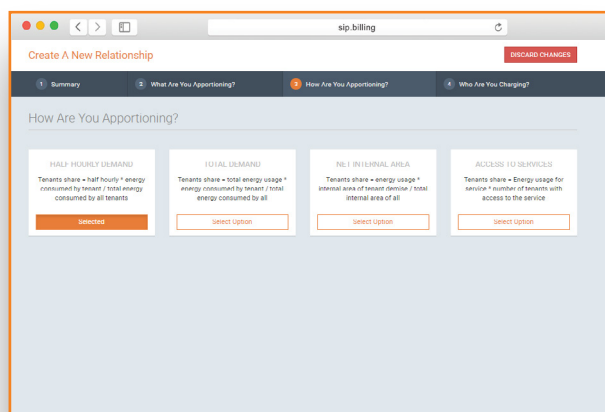 sip.billing
Create A New Relationship
DISCARD CHANGES
1 Summary
2 What Are You Apportioning?
3 How Are You Apportioning?
4 Who Are You Charging?
How Are You Apportioning?
HALF HOURLY DEMAND
Tenants share = half hourly * energy
consumed by tenant / total energy
consumed by all tenants
Selected
TOTAL DEMAND
Tenants share = total energy usage *
energy consumed by tenant / total
energy consumed by all
Select Option
NET INTERNAL AREA
Tenants share = energy usage *
internal area of tenant demise / total
internal area of all
Select Option
ACCESS TO SERVICES
Tenants share = Energy usage for
service * number of tenants with
access to the service
Select Option